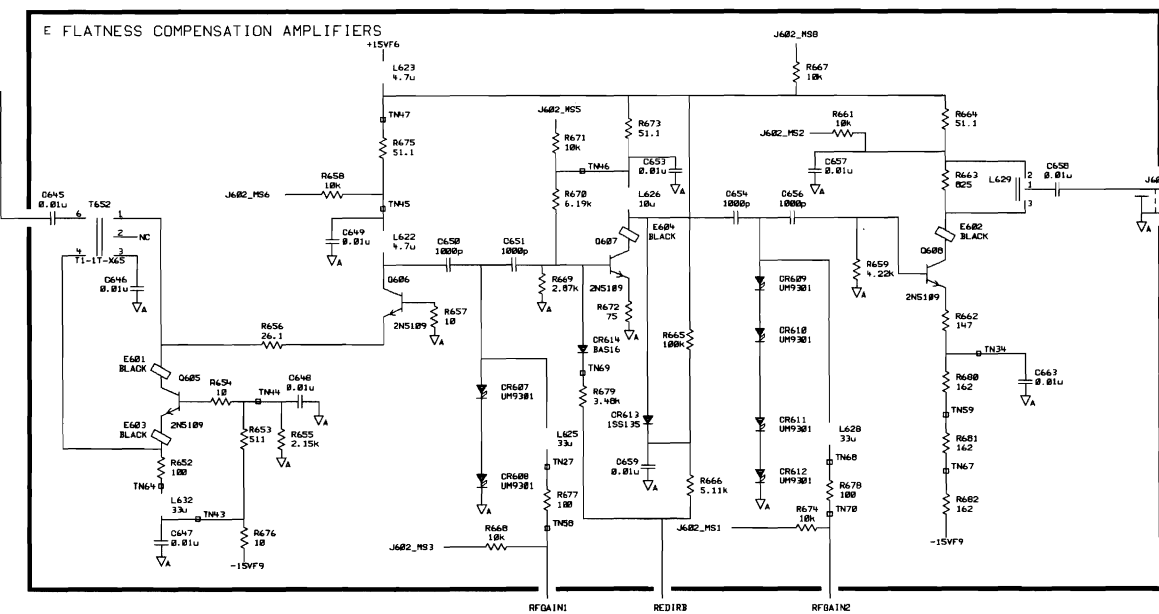 E FLATNESS COMPENSATION AMPLIFIERS
+15VF6
J602_MS8
L623
4.7u
R667
10k
TN47
J602_MS5
R675
51.1
R671
10k
TN46
R673
51.1
C653
0.01u
R661
10k
J602_MS2
R664
51.1
C657
0.01u
R658
10k
J602_MS6
TN45
R670
6.19k
L626
10u
C654
1000p
C656
1000p
R663
825
L629
2
1
3
C658
0.01u
J60
A
C645
0.01u
T652
6
1
2
NC
4
3
T1-1T-X65
C646
0.01u
A
C649
0.01u
A
L622
4.7u
C650
1000p
C651
1000p
Q607
E604
BLACK
E602
BLACK
Q608
Q606
2N5109
R657
10
A
R669
2.87k
A
2N5109
R672
75
A
CR609
UM9301
R659
4.22k
A
2N5109
R656
26.1
CR614
BAS16
TN69
R665
100k
CR610
UM9301
R662
147
TN34
C663
0.01u
A
E601
BLACK
Q605
R654
10
TN44
C648
0.01u
A
CR607
UM9301
R679
3.48k
CR613
1SS135
R680
162
TN59
E603
BLACK
2N5109
R653
511
R655
2.15k
A
L625
33u
CR611
UM9301
L628
33u
R681
162
R652
100
TN64
CR608
UM9301
A
TN27
C659
0.01u
A
CR612
UM9301
A
TN68
TN67
L632
33u
TN43
R677
100
R666
5.11k
R678
100
R682
162
C647
0.01u
A
R676
10
-15VF9
J602_MS3
R668
10k
TN58
J602_MS1
R674
10k
TN70
-15VF9
RFGAIN1
REDIRB
RFGAIN2